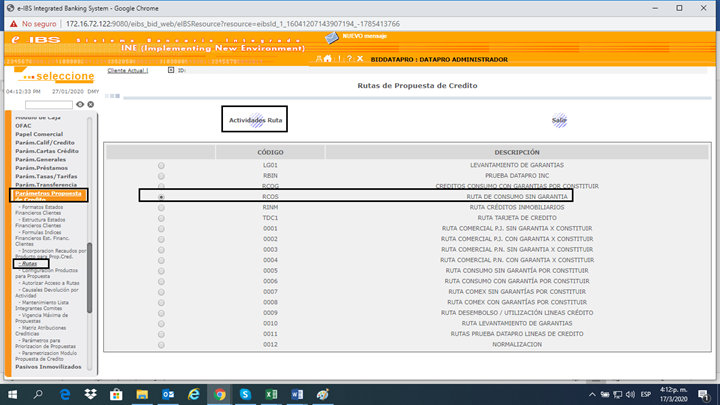 e-IBS Integrated Banking System - Google Chrome
No seguro | 172.16.72.122:9080/eibs_bid_web/eIBSResource?resource=eibsId_1_16041207143907194_-1785413766
e IBS Sistema Bancario Integrado
INE (Implementing New Environment)
NUEVO mensaje
BIDDATAPRO : DATAPRO ADMINISTRADOR
... seleccione
04:12:33 PM 27/01/2020 DMY
Cliente Actual ! ID:
Rutas de Propuesta de Credito
Actividades Ruta
Salir
Modulo de Caja
OFAC
Papel Comercial
Parám.Calif/Credito
Parám.Cartas Crédito
Parám.Generales
Parám.Préstamos
Parám.Tasas/Tarifas
Parám.Transferencia
Parámetros Propuesta
de Credito
- Formatos Estados
Financieros Clientes
- Estructura Estados
Financieros Clientes
- Formulas Indices
Financieros Est. Financ.
Clientes
- Incorporacion Recaudos por
Producto para Prop.Cred.
- Rutas
- Configuracion Productos
para Propuesta
- Autorizar Acceso a Rutas
- Causales Devolución por
Actividad
- Mantenimiento Lista
Integrantes Comites
- Vigencia Máxima de
Propuestas
- Matriz Atribuciones
Crediticias
- Parámetros para
Priorizacion de Propuestas
- Parametrizacion Modulo
Propuesta de Credito
Pasivos Inmovilizados
CÓDIGO DESCRIPCIÓN
LG01 LEVANTAMIENTO DE GARANTIAS
RBIN PRUEBA DATAPRO INC
RCOG CREDITOS CONSUMO CON GARANTIAS POR CONSTITUIR
RCOS RUTA DE CONSUMO SIN GARANTIA
RINM RUTA CRÉDITOS INMOBILIARIOS
TDC1 RUTA TARJETA DE CREDITO
0001 RUTA COMERCIAL P.J. SIN GARANTIA X CONSTITUIR
0002 RUTA COMERCIAL P.J. CON GARANTIA X CONSTITUIR
0003 RUTA COMERCIAL P.N. SIN GARANTIA X CONSTITUIR
0004 RUTA COMERCIAL P.N. CON GARANTIA X CONSTITUIR
0005 RUTA CONSUMO SIN GARANTÍA POR CONSTITUIR
0006 RUTA CONSUMO CON GARANTÍA POR CONSTITUIR
0007 RUTA COMEX SIN GARANTÍAS POR CONSTITUIR
0008 RUTA COMEX CON GARANTÍAS POR CONSTITUIR
0009 RUTA DESEMBOLSO / UTILIZACIÓN LINEAS CRÉDITO
0010 RUTA LEVANTAMIENTO DE GARANTIAS
0011 RUTAS PRUEBA DATAPRO LINEAS DE CREDITO
0012 NORMALIZACION
ESP
4:12 p. m.
17/3/2020